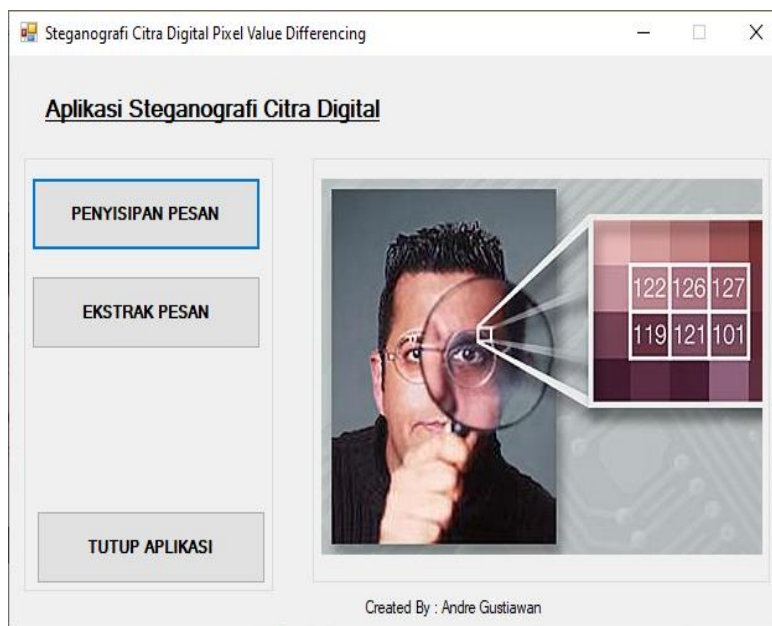 Steganografi Citra Digital Pixel Value Differencing
Aplikasi Steganografi Citra Digital
PENYISIPAN PESAN
EKSTRAK PESAN
TUTUP APLIKASI
122 126 127
119 121 101
Created By : Andre Gustiawan